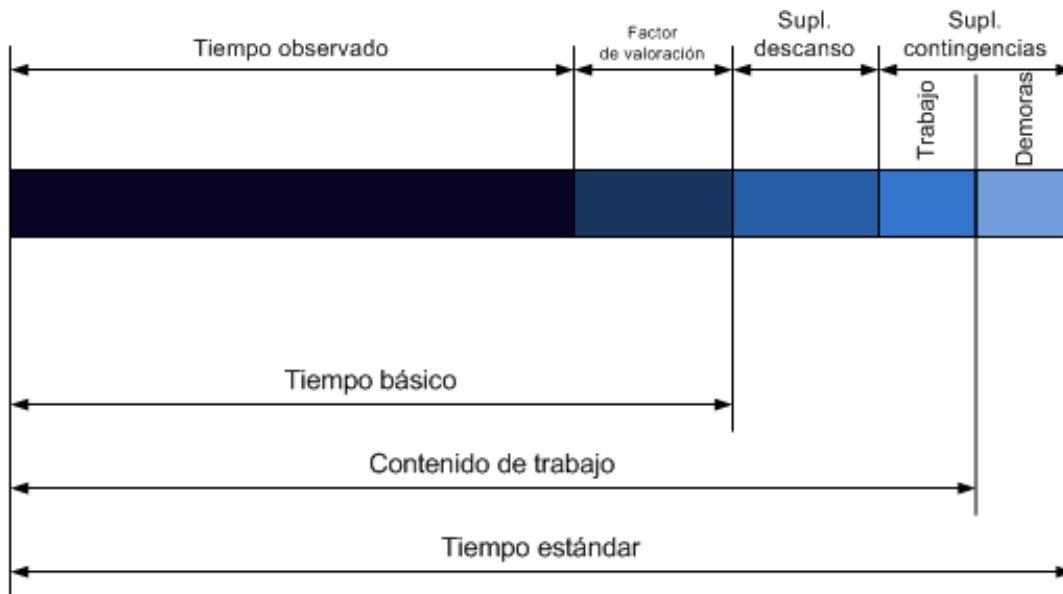 Tiempo observado
Factor
de valoración
Supl.
descanso
Supl.
contingencias
Trabajo
Demoras
Tiempo básico
Contenido de trabajo
Tiempo estándar